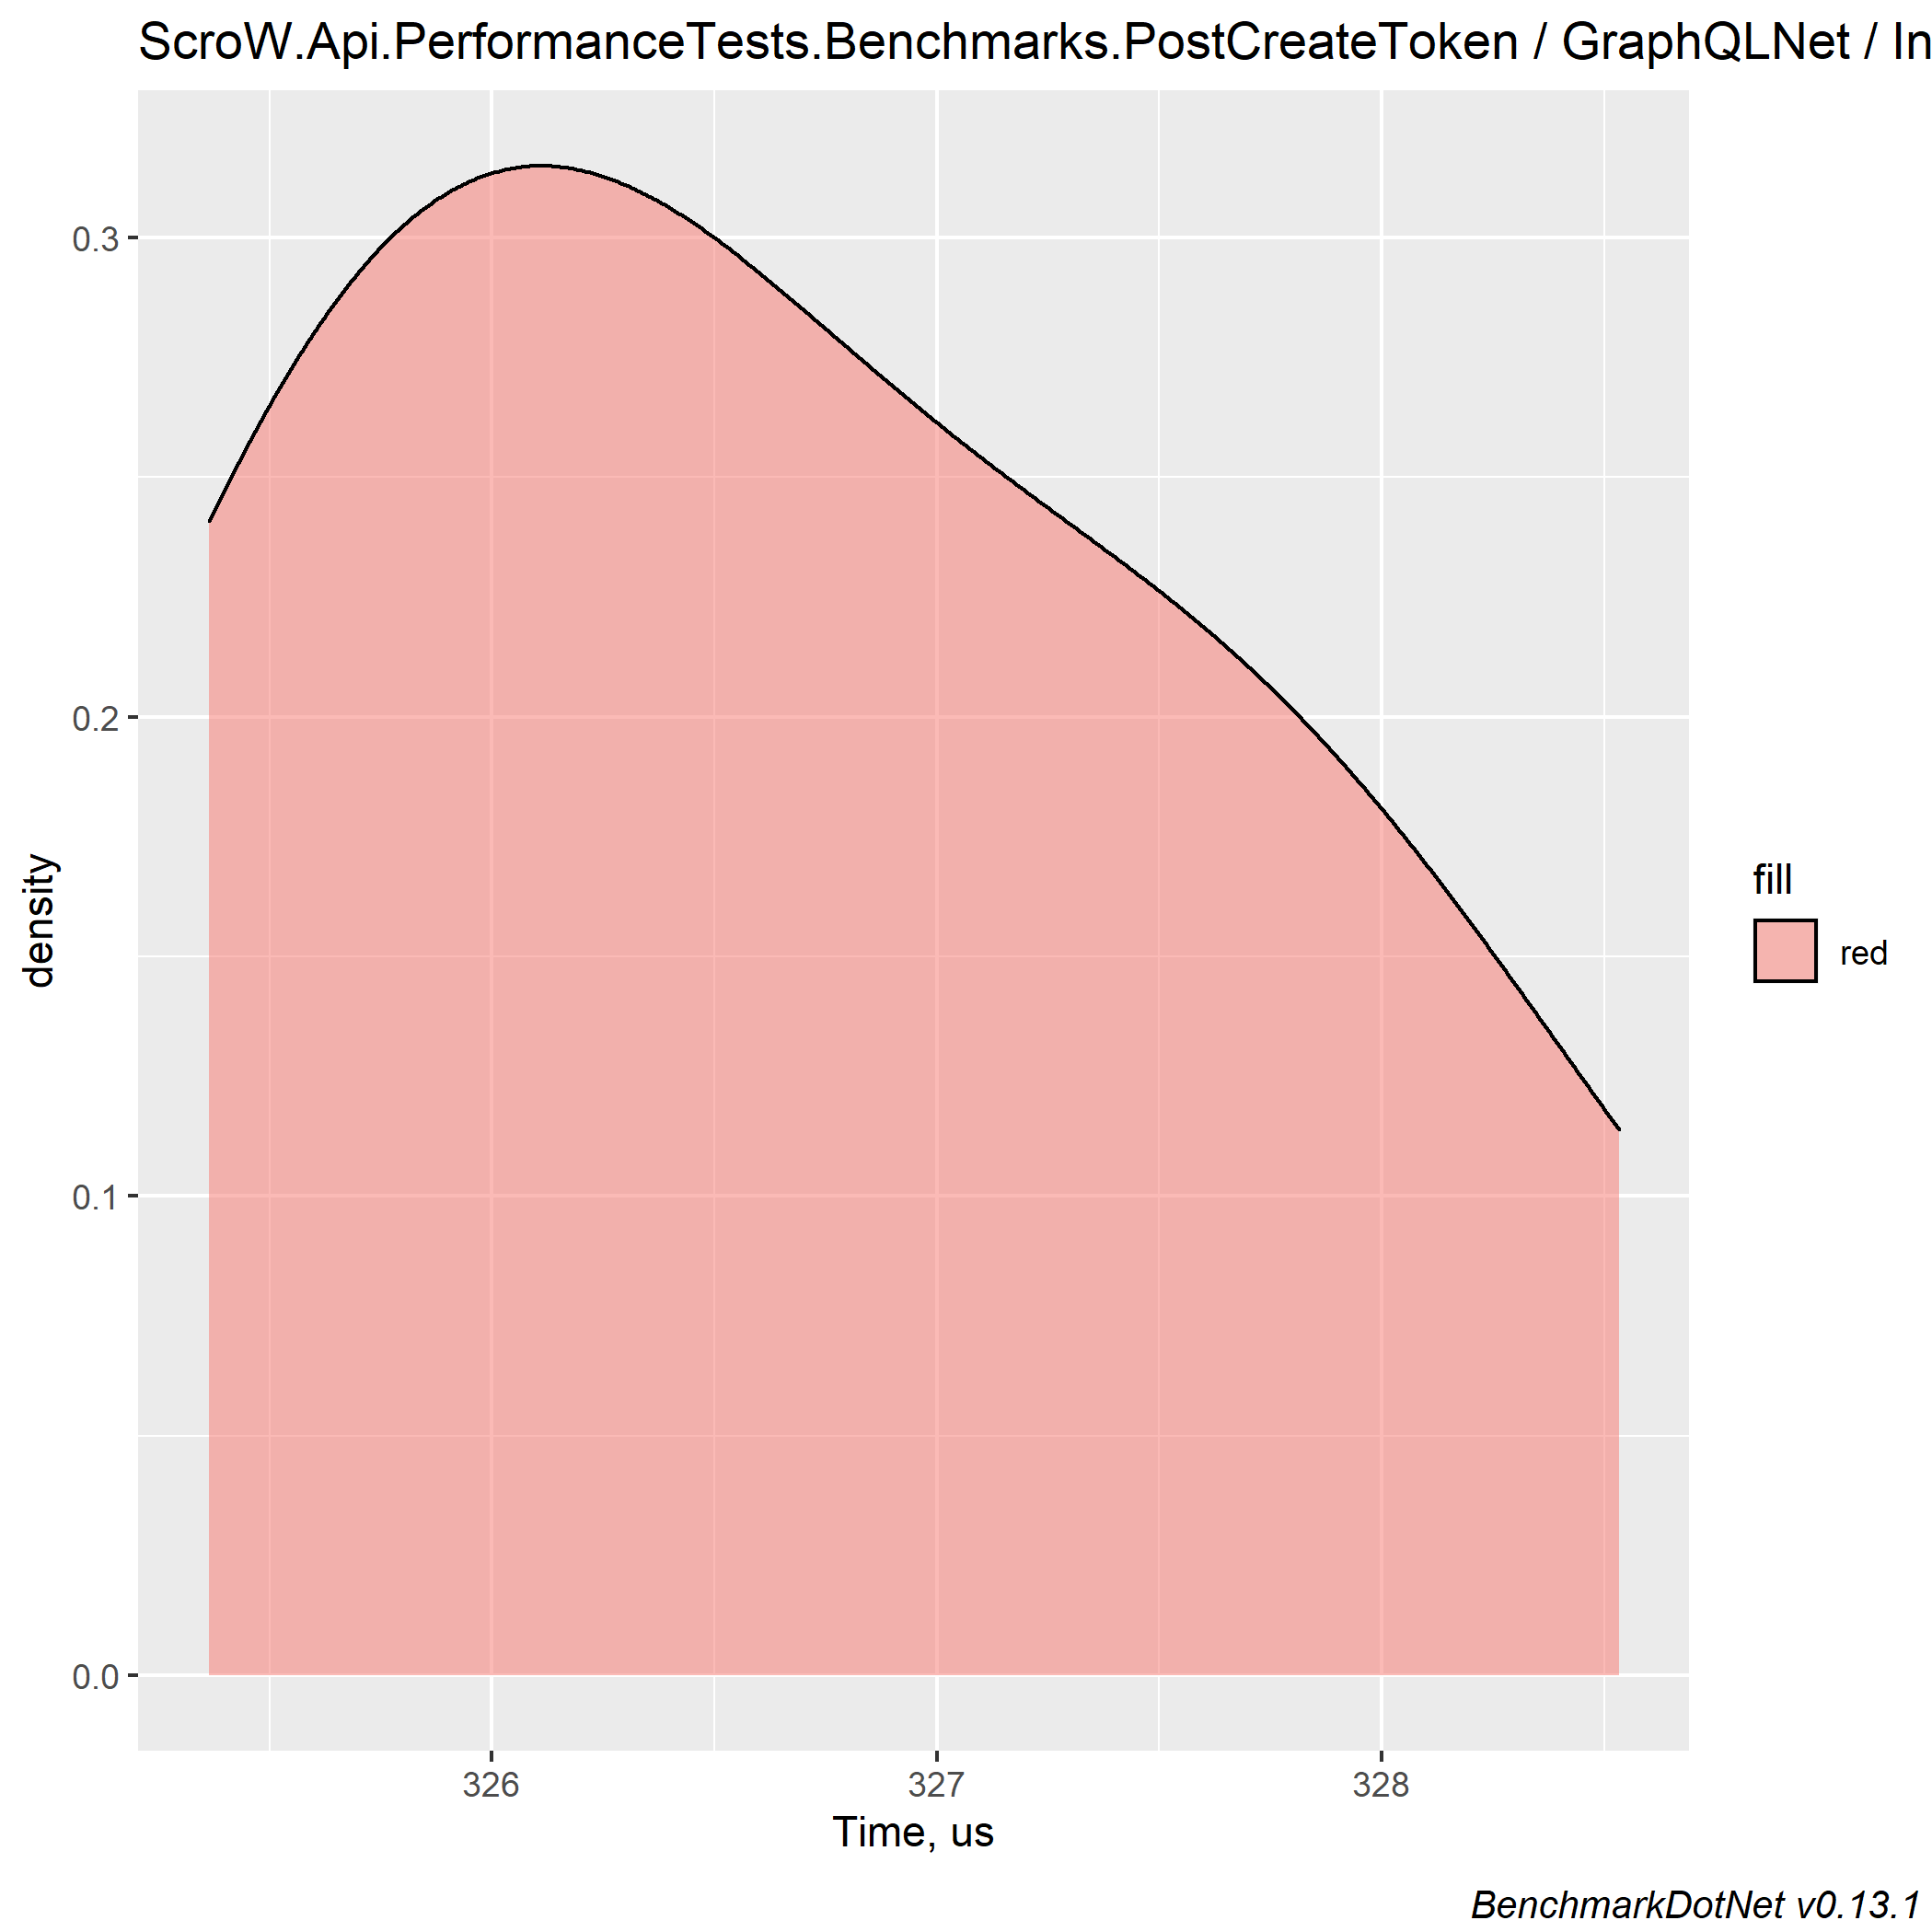 ScroW.Api.PerformanceTests.Benchmarks.PostCreateToken / GraphQLNet / In
0.3
0.2
0.1
0.0
density
326 327 328
Time, us
fill
red
BenchmarkDotNet v0.13.1